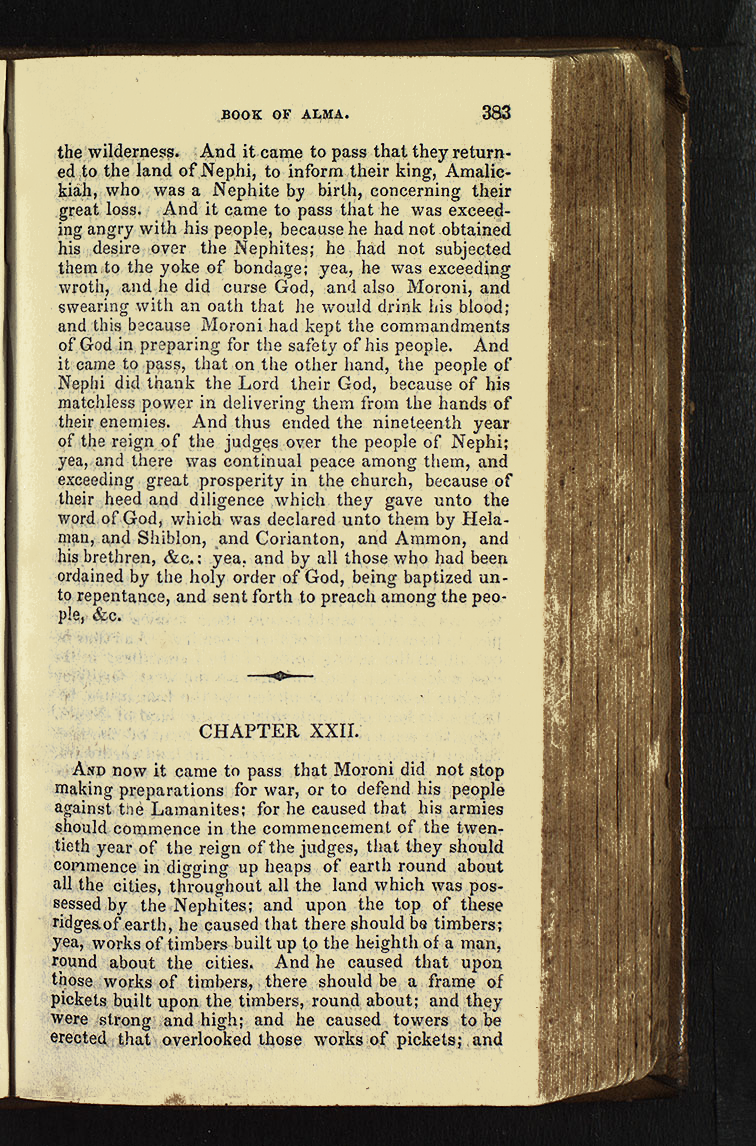 BOOK OF ALMA. 383
the wilderness. And it came to pass that they return-
ed to the land of Nephi, to inform their king, Amalic-
kiah, who was a Nephite by birth, concerning their
great loss. And it came to pass that he was exceed-
ing angry with his people, because he had not obtained
his desire over the Nephites; he had not subjected
them to the yoke of bondage; yea, he was exceeding
wroth, and he did curse God, and also Moroni, and
swearing with an oath that he would drink his blood;
and this because Moroni had kept the commandments
of God in preparing for the safety of his people. And
it came to pass, that on the other hand, the people of
Nephi did thank the Lord their God, because of his
matchless power in delivering them from the hands of
their enemies. And thus ended the nineteenth year
of the reign of the judges over the people of Nephi;
yea, and there was continual peace among them, and
exceeding great prosperity in the church, because of
their heed and diligence which they gave unto the
word of God, which was declared unto them by Hela-
man, and Shiblon, and Corianton, and Ammon, and
his brethren, &c.: yea, and by all those who had been
ordained by the holy order of God, being baptized un-
to repentance, and sent forth to preach among the peo-
ple, &c.
CHAPTER XXII.
AND now it came to pass that Moroni did not stop
making preparations for war, or to defend his people
against the Lamanites; for he caused that his armies
should commence in the commencement of the twen-
tieth year of the reign of the judges, that they should
commence in digging up heaps of earth round about
all the cities, throughout all the land which was pos-
sessed by the Nephites; and upon the top of these
ridges of earth, he caused that there should be timbers;
yea, works of timbers built up to the heighth of a man,
round about the cities. And he caused that upon
those works of timbers, there should be a frame of
pickets built upon the timbers, round about; and they
were strong and high; and he caused towers to be
erected that overlooked those works of pickets; and